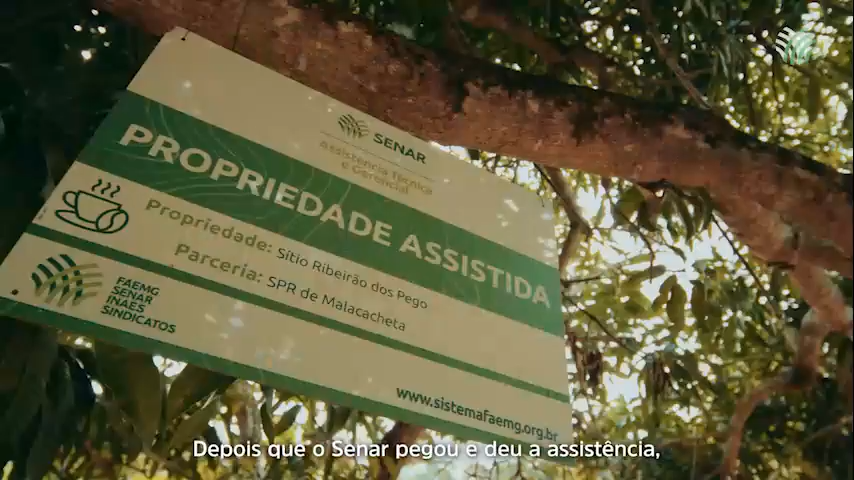 SENAR
Assistência Técnica
e Gerencial
PROPRIEDADE ASSISTIDA
Propriedade: Sítio Ribeirão dos Pego
Parceria: SPR de Malacacheta
FAEMG
SENAR
INAES
SINDICATOS
www.sistemafaemg.org.br
Depois que o Senar pegou e deu a assistência,